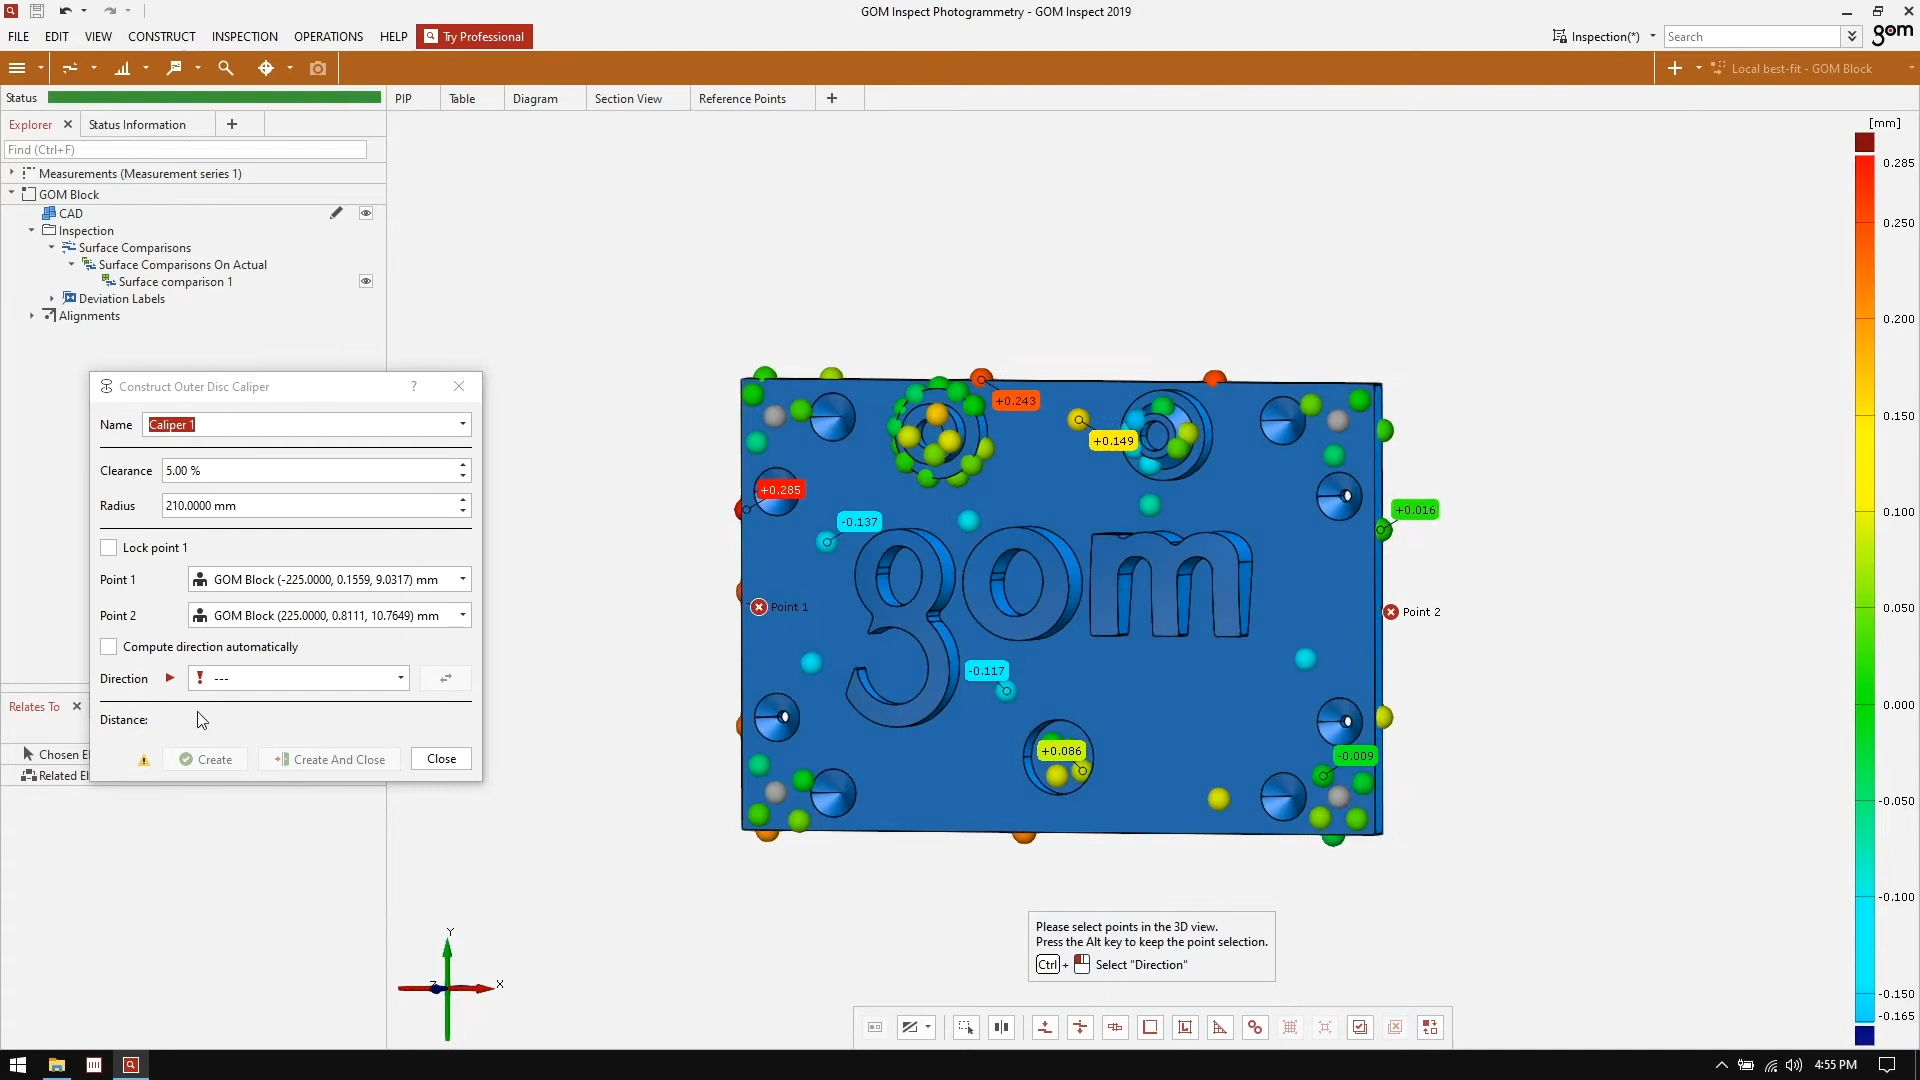 GOM Inspect Photogrammetry - GOM Inspect 2019
FILE EDIT VIEW CONSTRUCT INSPECTION OPERATIONS HELP Try Professional
Inspection(*) Search gom
Local best-fit - GOM Block
Status PIP Table Diagram Section View Reference Points
Explorer Status Information
Find (Ctrl+F)
Measurements (Measurement series 1)
GOM Block
CAD
Inspection
Surface Comparisons
Surface Comparisons On Actual
Surface comparison 1
Deviation Labels
Alignments
Construct Outer Disc Caliper ?
Name Caliper 1
Clearance 5.00 %
Radius 210.0000 mm
Lock point 1
Point 1 GOM Block (-225.0000, 0.1559, 9.0317) mm
Point 2 GOM Block (225.0000, 0.8111, 10.7649) mm
Compute direction automatically
Direction ---
Distance:
Create Create And Close Close
Relates To
Chosen El
Related El
+0.243
+0.149
+0.285
-0.137
+0.016
gom
Point 1
Point 2
-0.117
+0.086
-0.009
Y
Z X
Please select points in the 3D view.
Press the Alt key to keep the point selection.
Ctrl + Select "Direction"
[mm]
0.285
0.250
0.200
0.150
0.100
0.050
0.000
-0.050
-0.100
-0.150
-0.165
4:55 PM